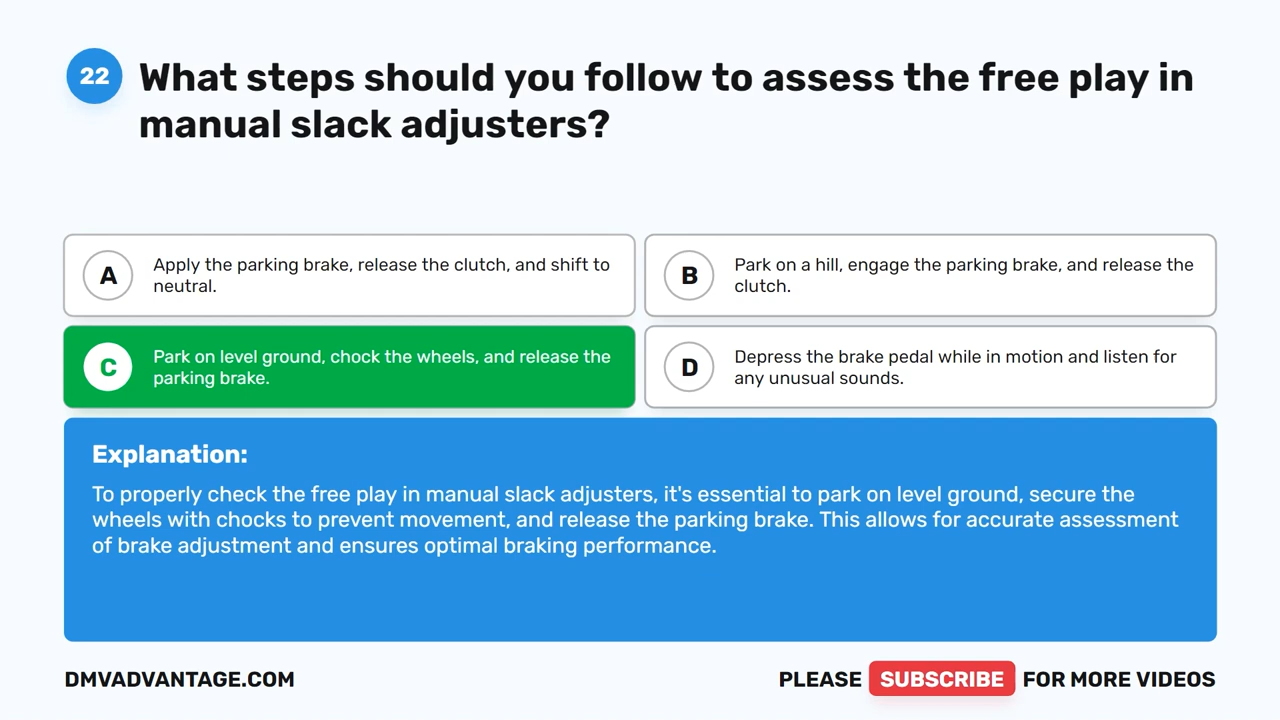 22
What steps should you follow to assess the free play in
manual slack adjusters?
A
Apply the parking brake, release the clutch, and shift to
neutral.
B
Park on a hill, engage the parking brake, and release the
clutch.
C
Park on level ground, chock the wheels, and release the
parking brake.
D
Depress the brake pedal while in motion and listen for
any unusual sounds.
Explanation:
To properly check the free play in manual slack adjusters, it's essential to park on level ground, secure the
wheels with chocks to prevent movement, and release the parking brake. This allows for accurate assessment
of brake adjustment and ensures optimal braking performance.
DMVADVANTAGE.COM
PLEASE SUBSCRIBE FOR MORE VIDEOS